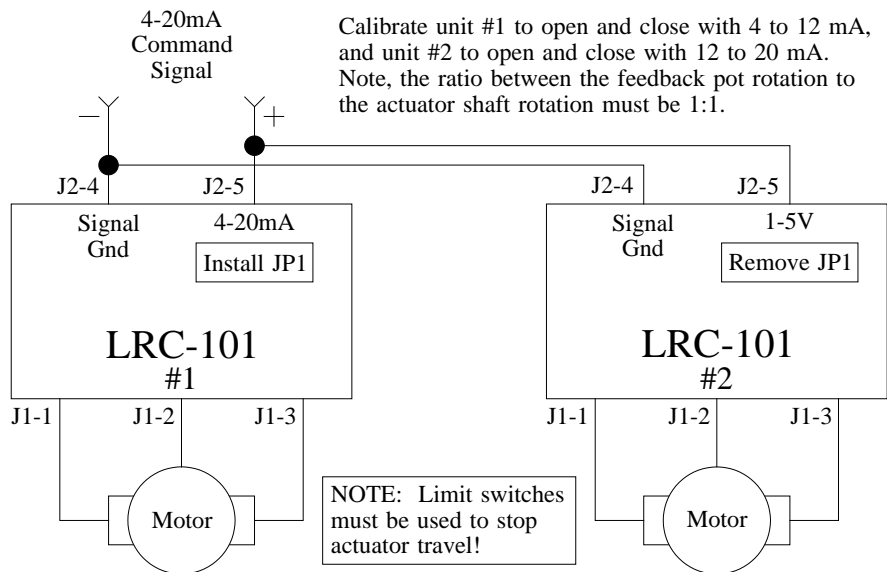 4-20mA
Command
Signal
Calibrate unit #1 to open and close with 4 to 12 mA,
and unit #2 to open and close with 12 to 20 mA.
Note, the ratio between the feedback pot rotation to
the actuator shaft rotation must be 1:1.
− +
J2-4 J2-5 J2-4 J2-5
Signal
Gnd
4-20mA
Install JP1
LRC-101
#1
Signal
Gnd
1-5V
Remove JP1
LRC-101
#2
J1-1 J1-2 J1-3 J1-1 J1-2 J1-3
Motor
NOTE: Limit switches
must be used to stop
actuator travel!
Motor